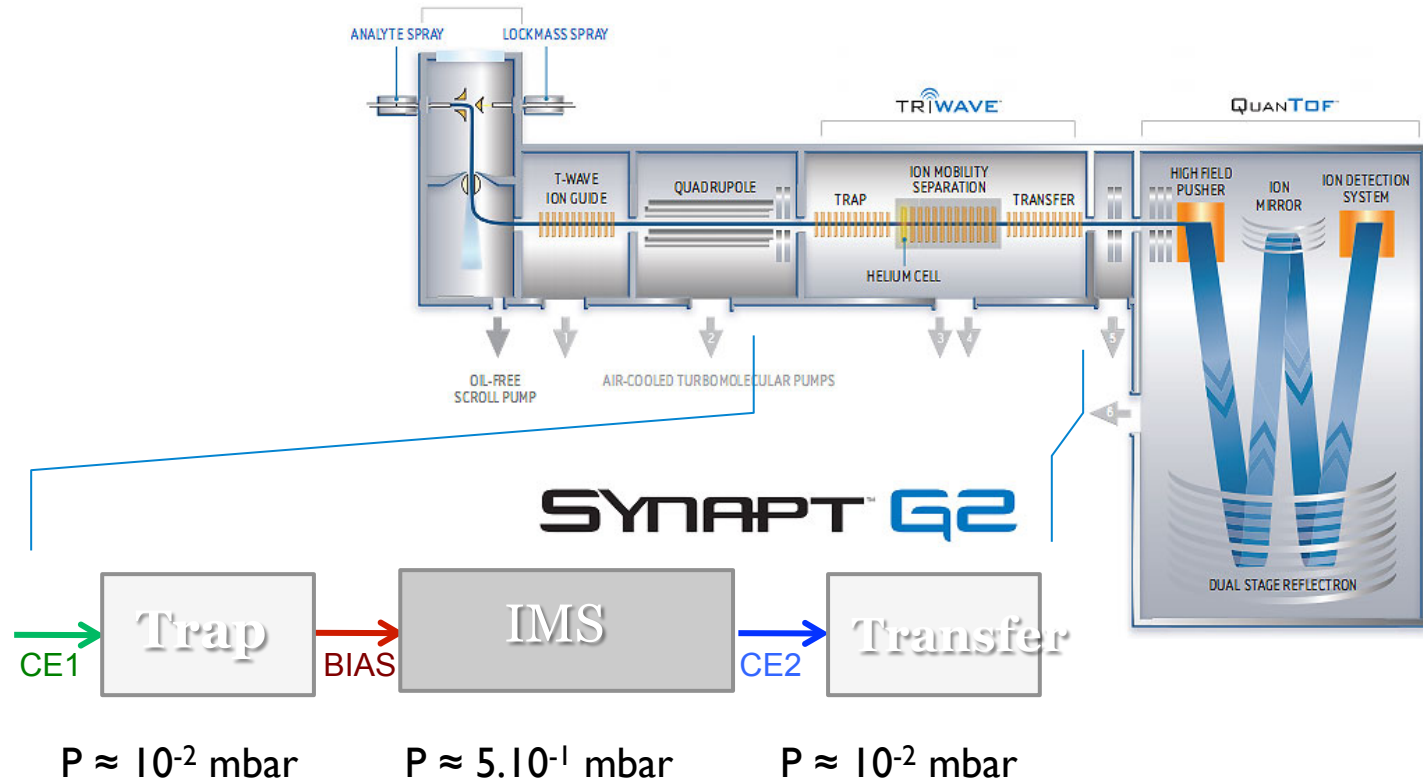 ANALYTE SPRAY
LOCKMASS SPRAY
TRIWAVE™
QUANTOF™
T-WAVE
ION GUIDE
QUADRUPOLE
TRAP
ION MOBILITY
SEPARATION
TRANSFER
HELIUM CELL
HIGH FIELD
PUSHER
ION
MIRROR
ION DETECTION
SYSTEM
1
2
3
4
5
6
OIL-FREE
SCROLL PUMP
AIR-COOLED TURBOMOLECULAR PUMPS
DUAL STAGE REFLECTRON
SYNAPT™ G2
Trap
IMS
Transfer
CE1
BIAS
CE2
P ≈ 10⁻² mbar
P ≈ 5.10⁻¹ mbar
P ≈ 10⁻² mbar